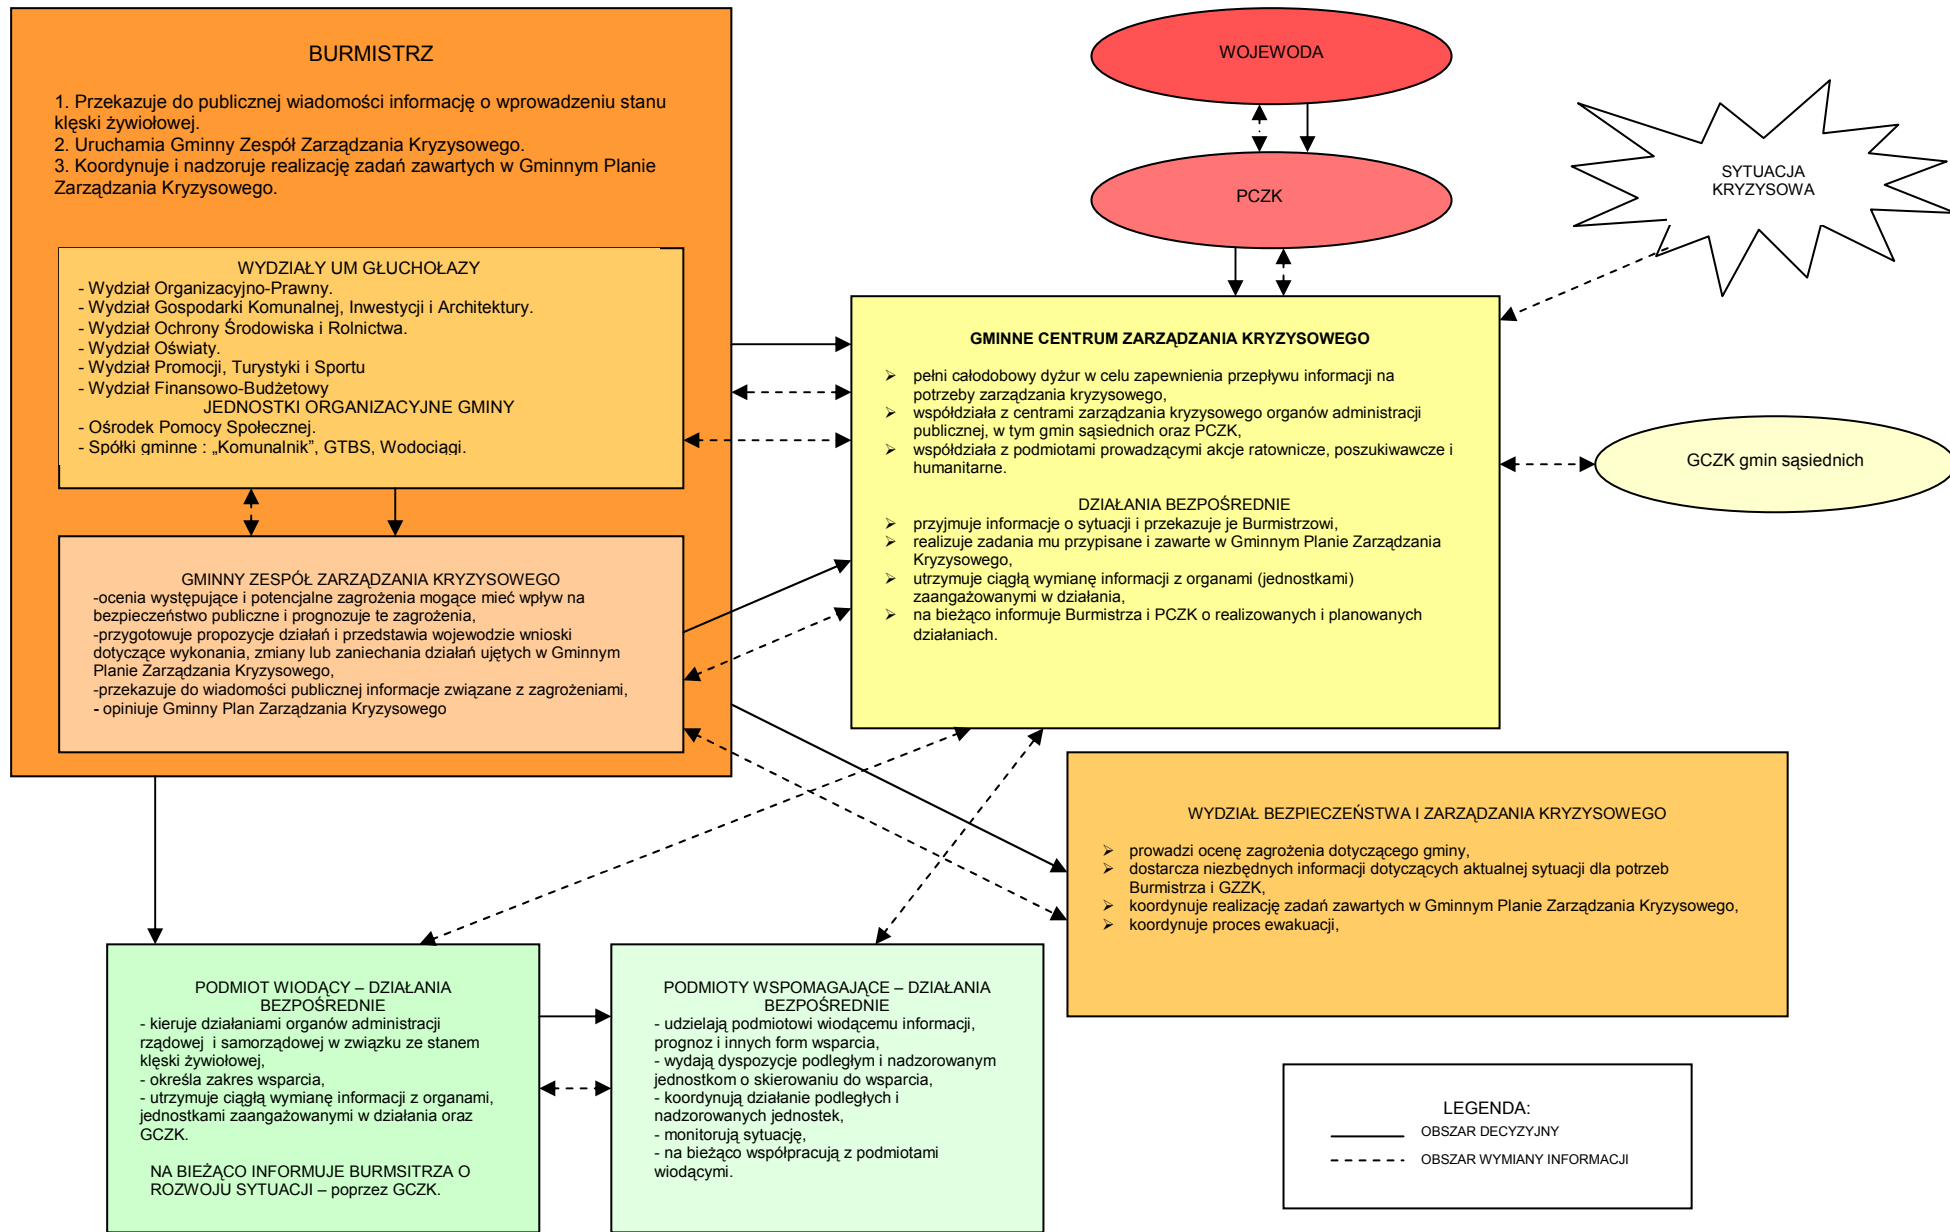 BURMISTRZ
1. Przekazuje do publicznej wiadomości informację o wprowadzeniu stanu
klęski żywiołowej.
2. Uruchamia Gminny Zespół Zarządzania Kryzysowego.
3. Koordynuje i nadzoruje realizację zadań zawartych w Gminnym Planie
Zarządzania Kryzysowego.
WYDZIAŁY UM GŁUCHOŁAZY
- Wydział Organizacyjno-Prawny.
- Wydział Gospodarki Komunalnej, Inwestycji i Architektury.
- Wydział Ochrony Środowiska i Rolnictwa.
- Wydział Oświaty.
- Wydział Promocji, Turystyki i Sportu
- Wydział Finansowo-Budżetowy
JEDNOSTKI ORGANIZACYJNE GMINY
- Ośrodek Pomocy Społecznej.
- Spółki gminne : „Komunalnik”, GTBS, Wodociągi.
GMINNY ZESPÓŁ ZARZĄDZANIA KRYZYSOWEGO
-ocenia występujące i potencjalne zagrożenia mogące mieć wpływ na
bezpieczeństwo publiczne i prognozuje te zagrożenia,
-przygotowuje propozycje działań i przedstawia wojewodzie wnioski
dotyczące wykonania, zmiany lub zaniechania działań ujętych w Gminnym
Planie Zarządzania Kryzysowego,
-przekazuje do wiadomości publicznej informacje związane z zagrożeniami,
- opiniuje Gminny Plan Zarządzania Kryzysowego
WOJEWODA
PCZK
SYTUACJA
KRYZYSOWA
GMINNE CENTRUM ZARZĄDZANIA KRYZYSOWEGO
➢ pełni całodobowy dyżur w celu zapewnienia przepływu informacji na
potrzeby zarządzania kryzysowego,
➢ współdziała z centrami zarządzania kryzysowego organów administracji
publicznej, w tym gmin sąsiednich oraz PCZK,
➢ współdziała z podmiotami prowadzącymi akcje ratownicze, poszukiwawcze i
humanitarne.
DZIAŁANIA BEZPOŚREDNIE
➢ przyjmuje informacje o sytuacji i przekazuje je Burmistrzowi,
➢ realizuje zadania mu przypisane i zawarte w Gminnym Planie Zarządzania
Kryzysowego,
➢ utrzymuje ciągłą wymianę informacji z organami (jednostkami)
zaangażowanymi w działania,
➢ na bieżąco informuje Burmistrza i PCZK o realizowanych i planowanych
działaniach.
GCZK gmin sąsiednich
WYDZIAŁ BEZPIECZEŃSTWA I ZARZĄDZANIA KRYZYSOWEGO
➢ prowadzi ocenę zagrożenia dotyczącego gminy,
➢ dostarcza niezbędnych informacji dotyczących aktualnej sytuacji dla potrzeb
Burmistrza i GZZK,
➢ koordynuje realizację zadań zawartych w Gminnym Planie Zarządzania Kryzysowego,
➢ koordynuje proces ewakuacji,
PODMIOT WIODĄCY – DZIAŁANIA
BEZPOŚREDNIE
- kieruje działaniami organów administracji
rządowej i samorządowej w związku ze stanem
klęski żywiołowej,
- określa zakres wsparcia,
- utrzymuje ciągłą wymianę informacji z organami,
jednostkami zaangażowanymi w działania oraz
GCZK.
NA BIEŻĄCO INFORMUJE BURMSITRZA O
ROZWOJU SYTUACJI – poprzez GCZK.
PODMIOTY WSPOMAGAJĄCE – DZIAŁANIA
BEZPOŚREDNIE
- udzielają podmiotowi wiodącemu informacji,
prognoz i innych form wsparcia,
- wydają dyspozycje podległym i nadzorowanym
jednostkom o skierowaniu do wsparcia,
- koordynują działanie podległych i
nadzorowanych jednostek,
- monitorują sytuację,
- na bieżąco współpracują z podmiotami
wiodącymi.
LEGENDA:
OBSZAR DECYZYJNY
OBSZAR WYMIANY INFORMACJI